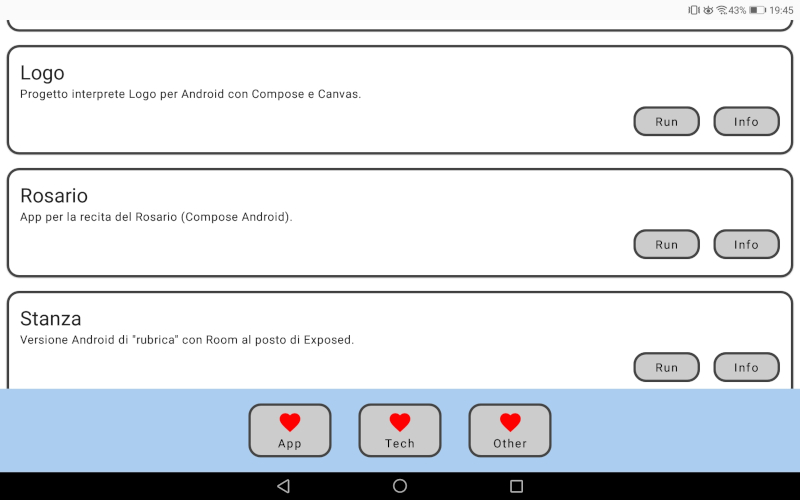 43% 19:45
Logo
Progetto interprete Logo per Android con Compose e Canvas.
Run Info
Rosario
App per la recita del Rosario (Compose Android).
Run Info
Stanza
Versione Android di "rubrica" con Room al posto di Exposed.
Run Info
App Tech Other